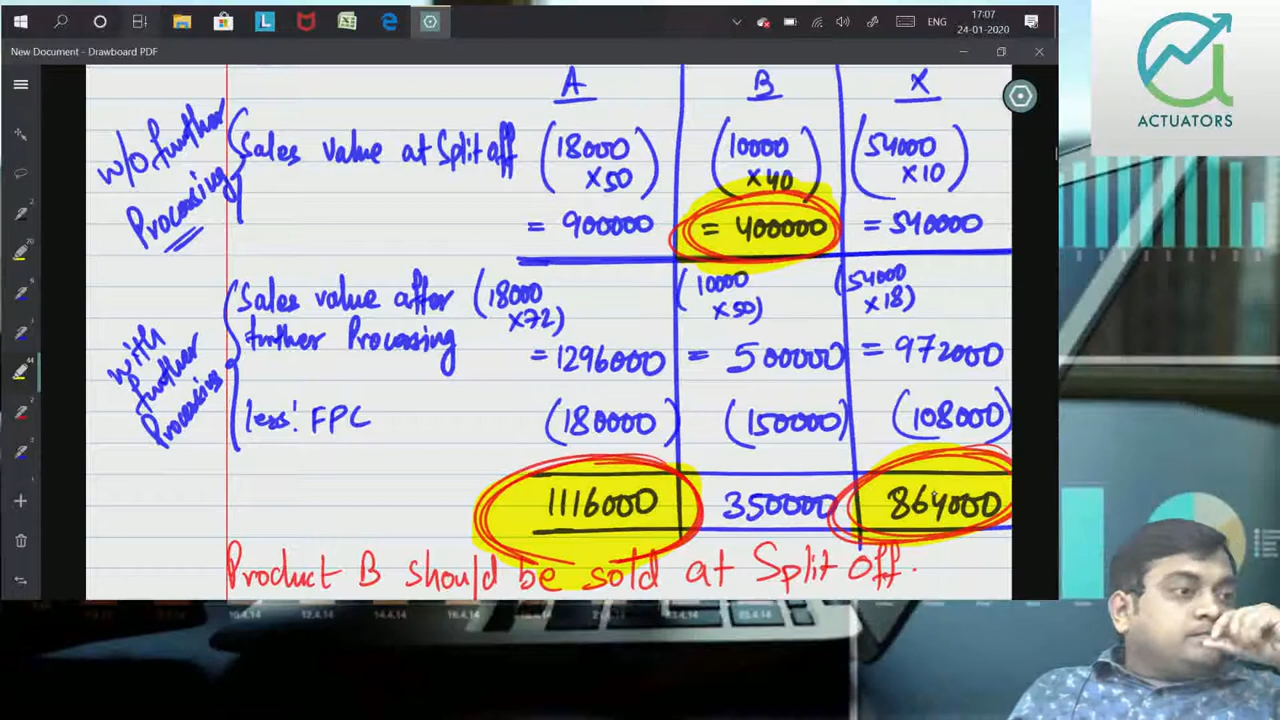 17:07
ENG
24-01-2020
New Document - Drawboard PDF
ACTUATORS
A B X
w/o further Processing
Sales value at Split off (18000 x50) (10000 x40) (54000 x10)
= 900000 = 400000 = 540000
with further Processing
Sales value after further Processing (18000 x72) (10000 x50) (54000 x18)
= 1296000 = 500000 = 972000
less: FPC (180000) (150000) (108000)
1116000 350000 864000
Product B should be sold at Split Off.